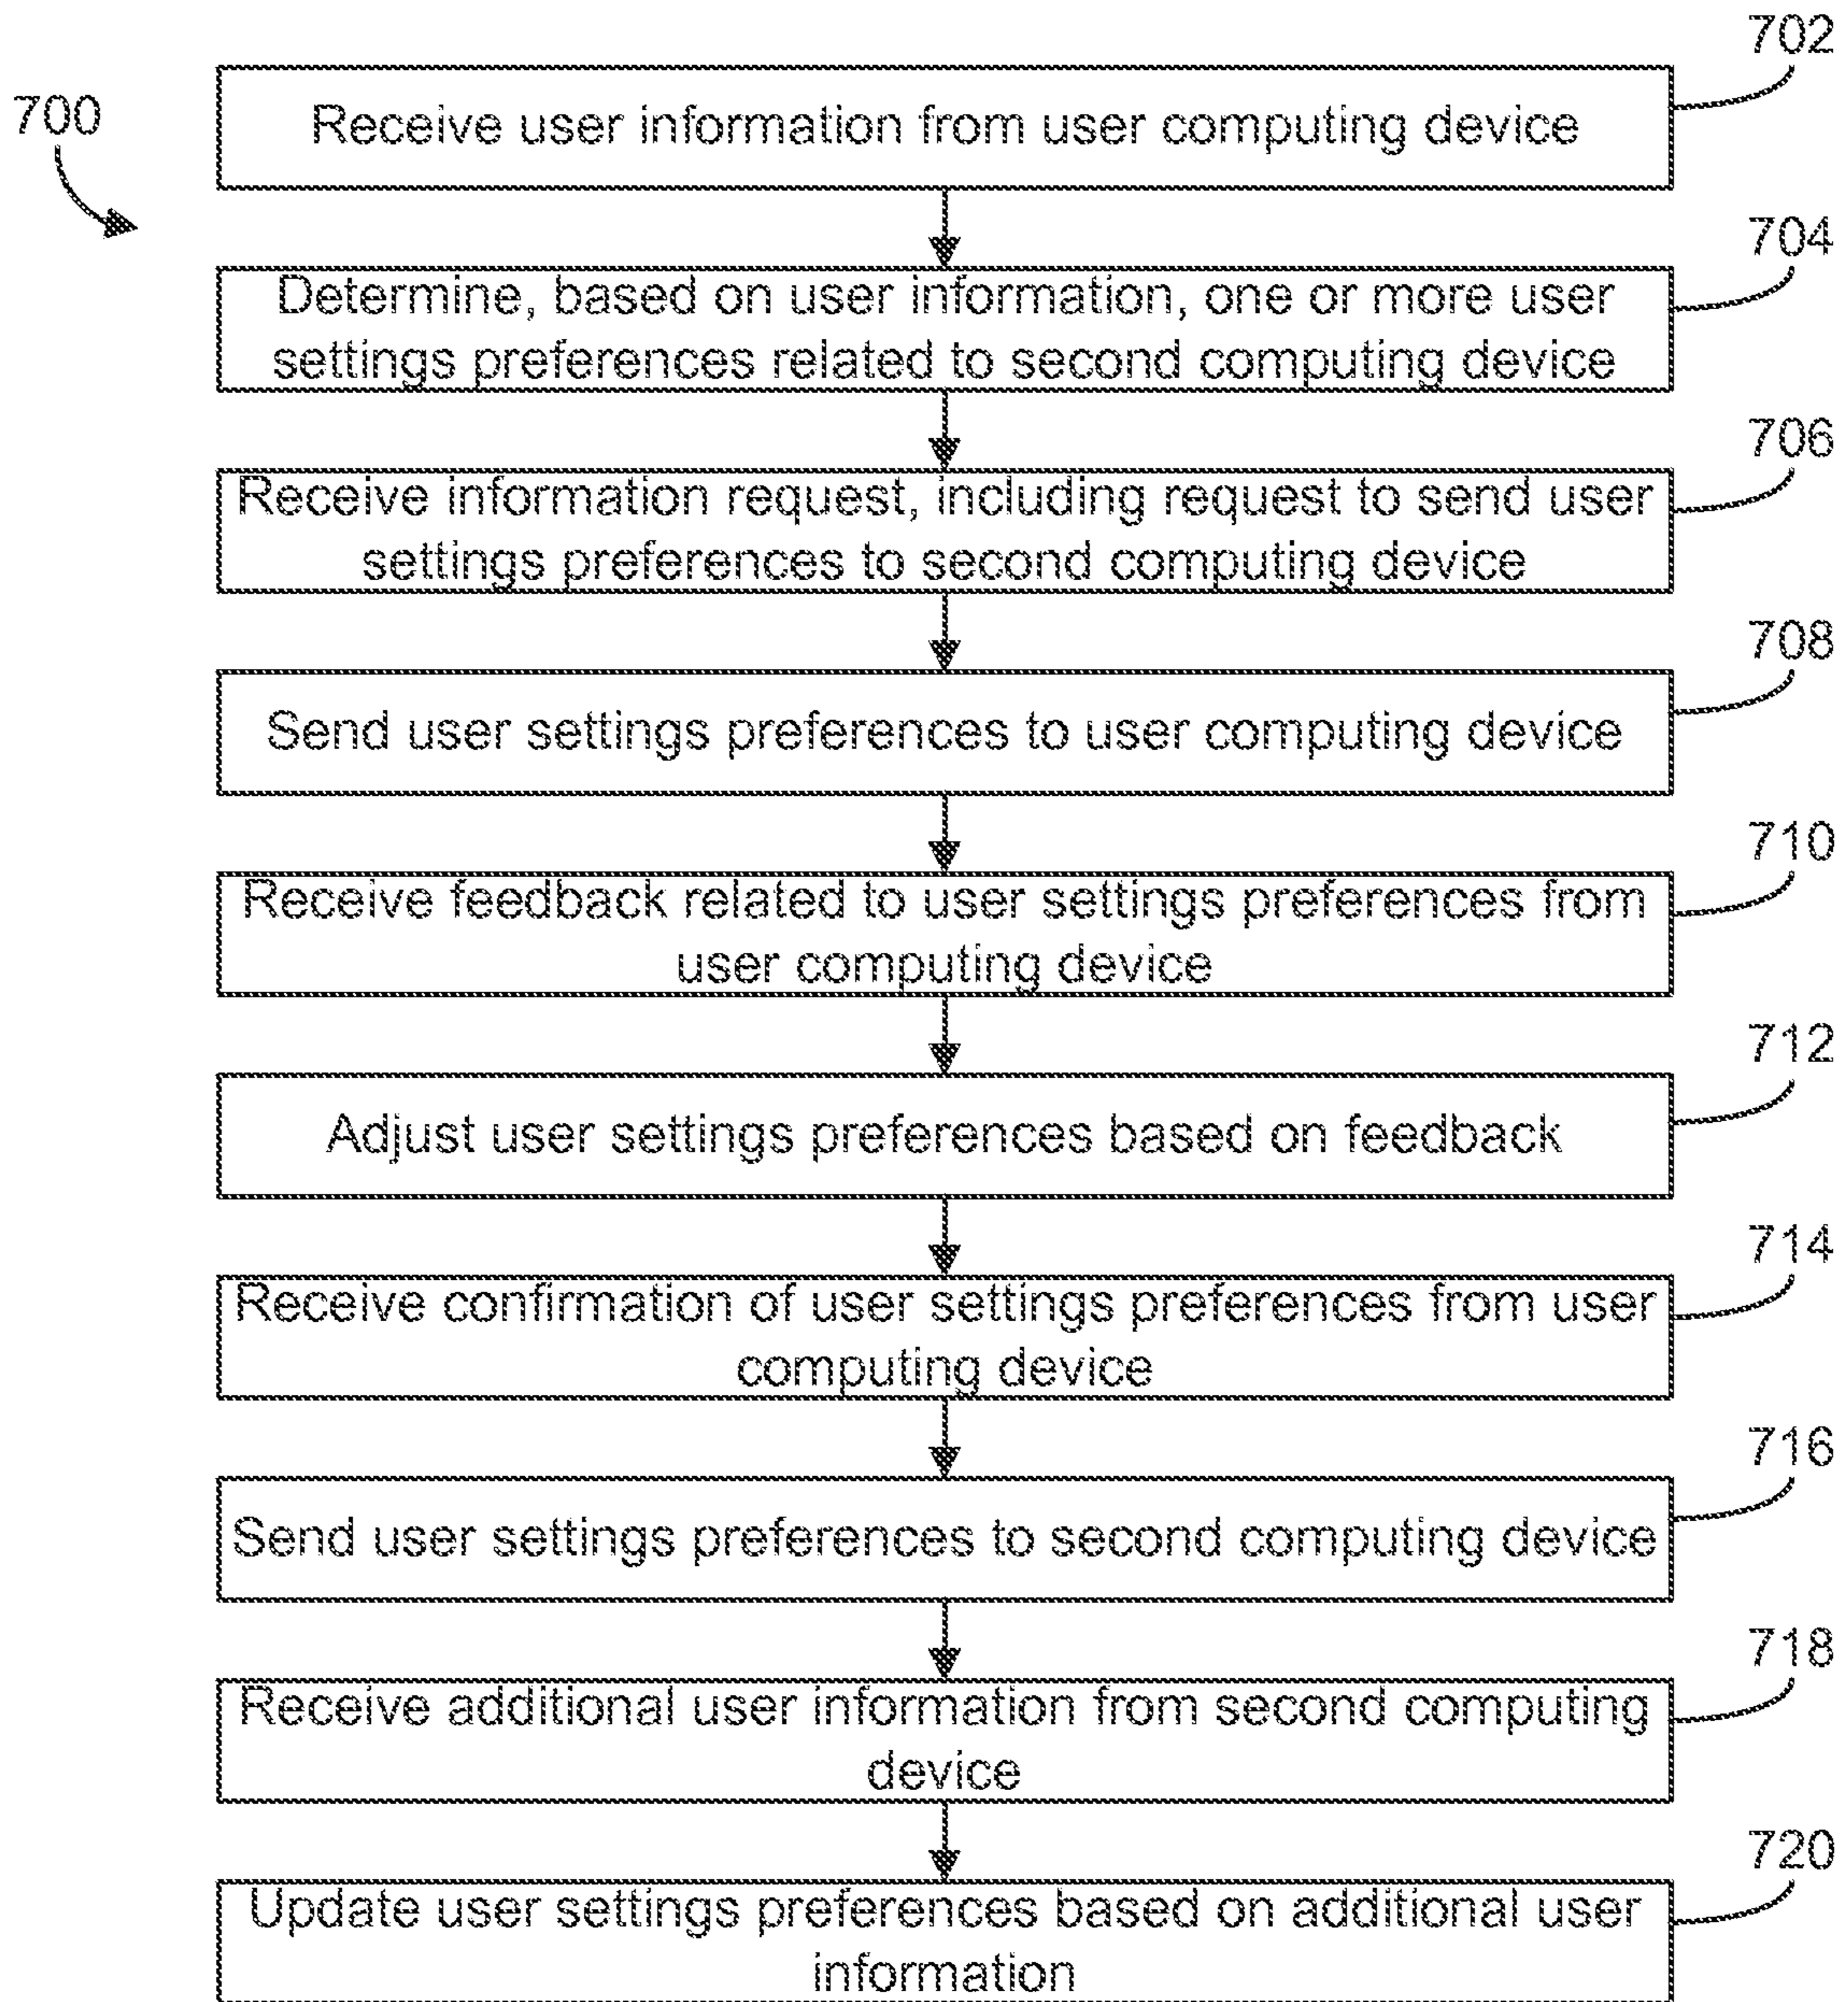 702
700
Receive user information from user computing device
704
Determine, based on user information, one or more user
settings preferences related to second computing device
706
Receive information request, including request to send user
settings preferences to second computing device
708
Send user settings preferences to user computing device
710
Receive feedback related to user settings preferences from
user computing device
712
Adjust user settings preferences based on feedback
714
Receive confirmation of user settings preferences from user
computing device
716
Send user settings preferences to second computing device
718
Receive additional user information from second computing
device
720
Update user settings preferences based on additional user
information